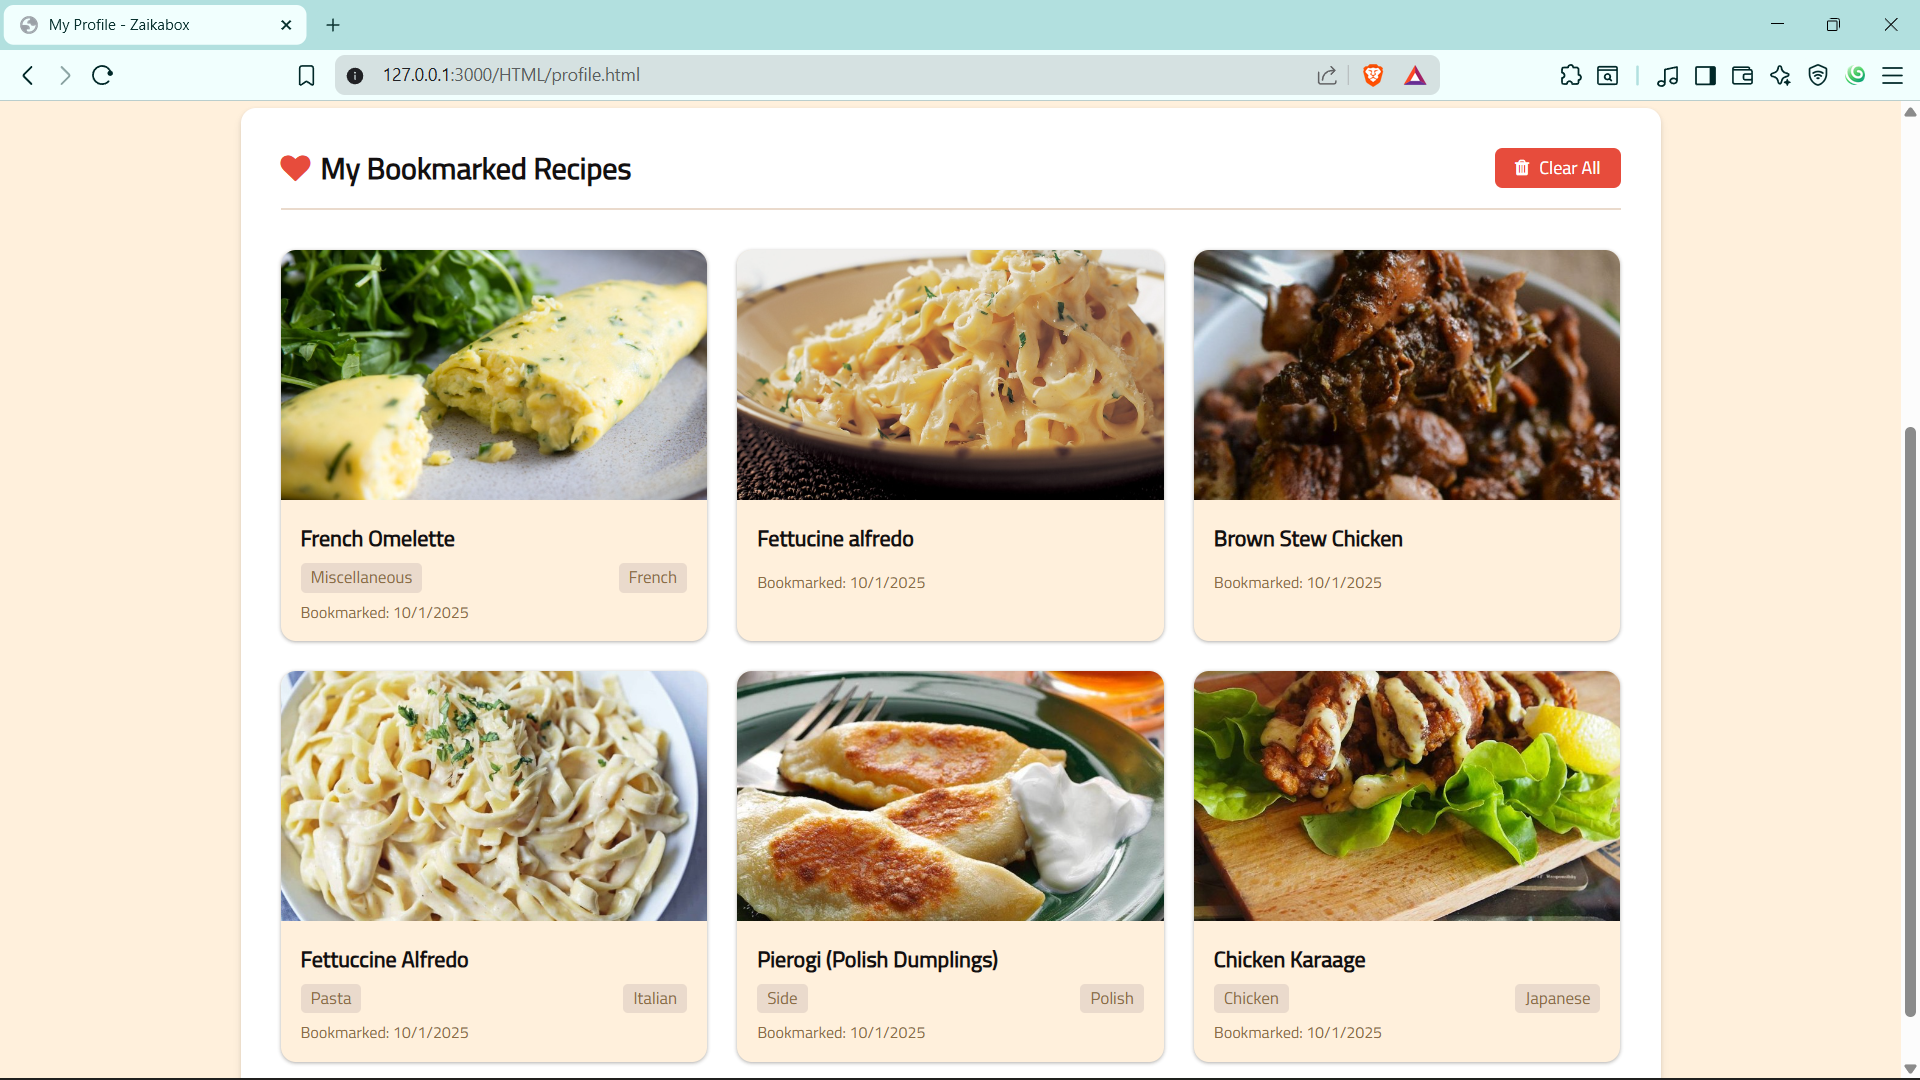 My Profile - Zaikabox
127.0.0.1:3000/HTML/profile.html
My Bookmarked Recipes
Clear All
French Omelette
Miscellaneous French
Bookmarked: 10/1/2025
Fettucine alfredo
Bookmarked: 10/1/2025
Brown Stew Chicken
Bookmarked: 10/1/2025
Fettuccine Alfredo
Pasta Italian
Bookmarked: 10/1/2025
Pierogi (Polish Dumplings)
Side Polish
Bookmarked: 10/1/2025
Chicken Karaage
Chicken Japanese
Bookmarked: 10/1/2025